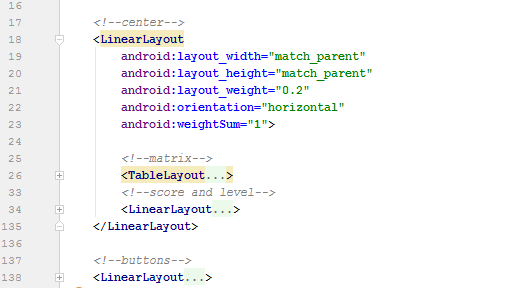 16
17 <!--center-->
18 <LinearLayout
19 android:layout_width="match_parent"
20 android:layout_height="match_parent"
21 android:layout_weight="0.2"
22 android:orientation="horizontal"
23 android:weightSum="1">
24
25 <!--matrix-->
26 <TableLayout...>
33 <!--score and level-->
34 <LinearLayout...>
135 </LinearLayout>
136
137 <!--buttons-->
138 <LinearLayout...>